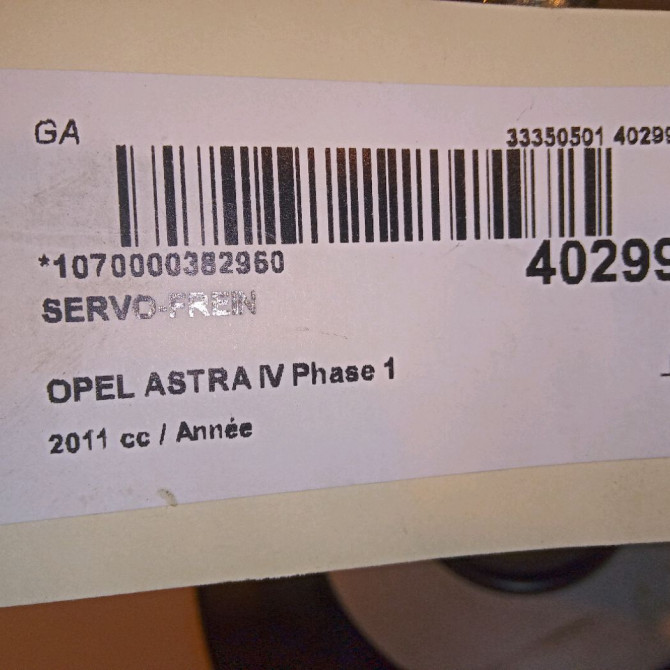 GA
33350501 40299
*1070000382960
40299
SERVO-FREIN
OPEL ASTRA IV Phase 1
2011 cc / Année